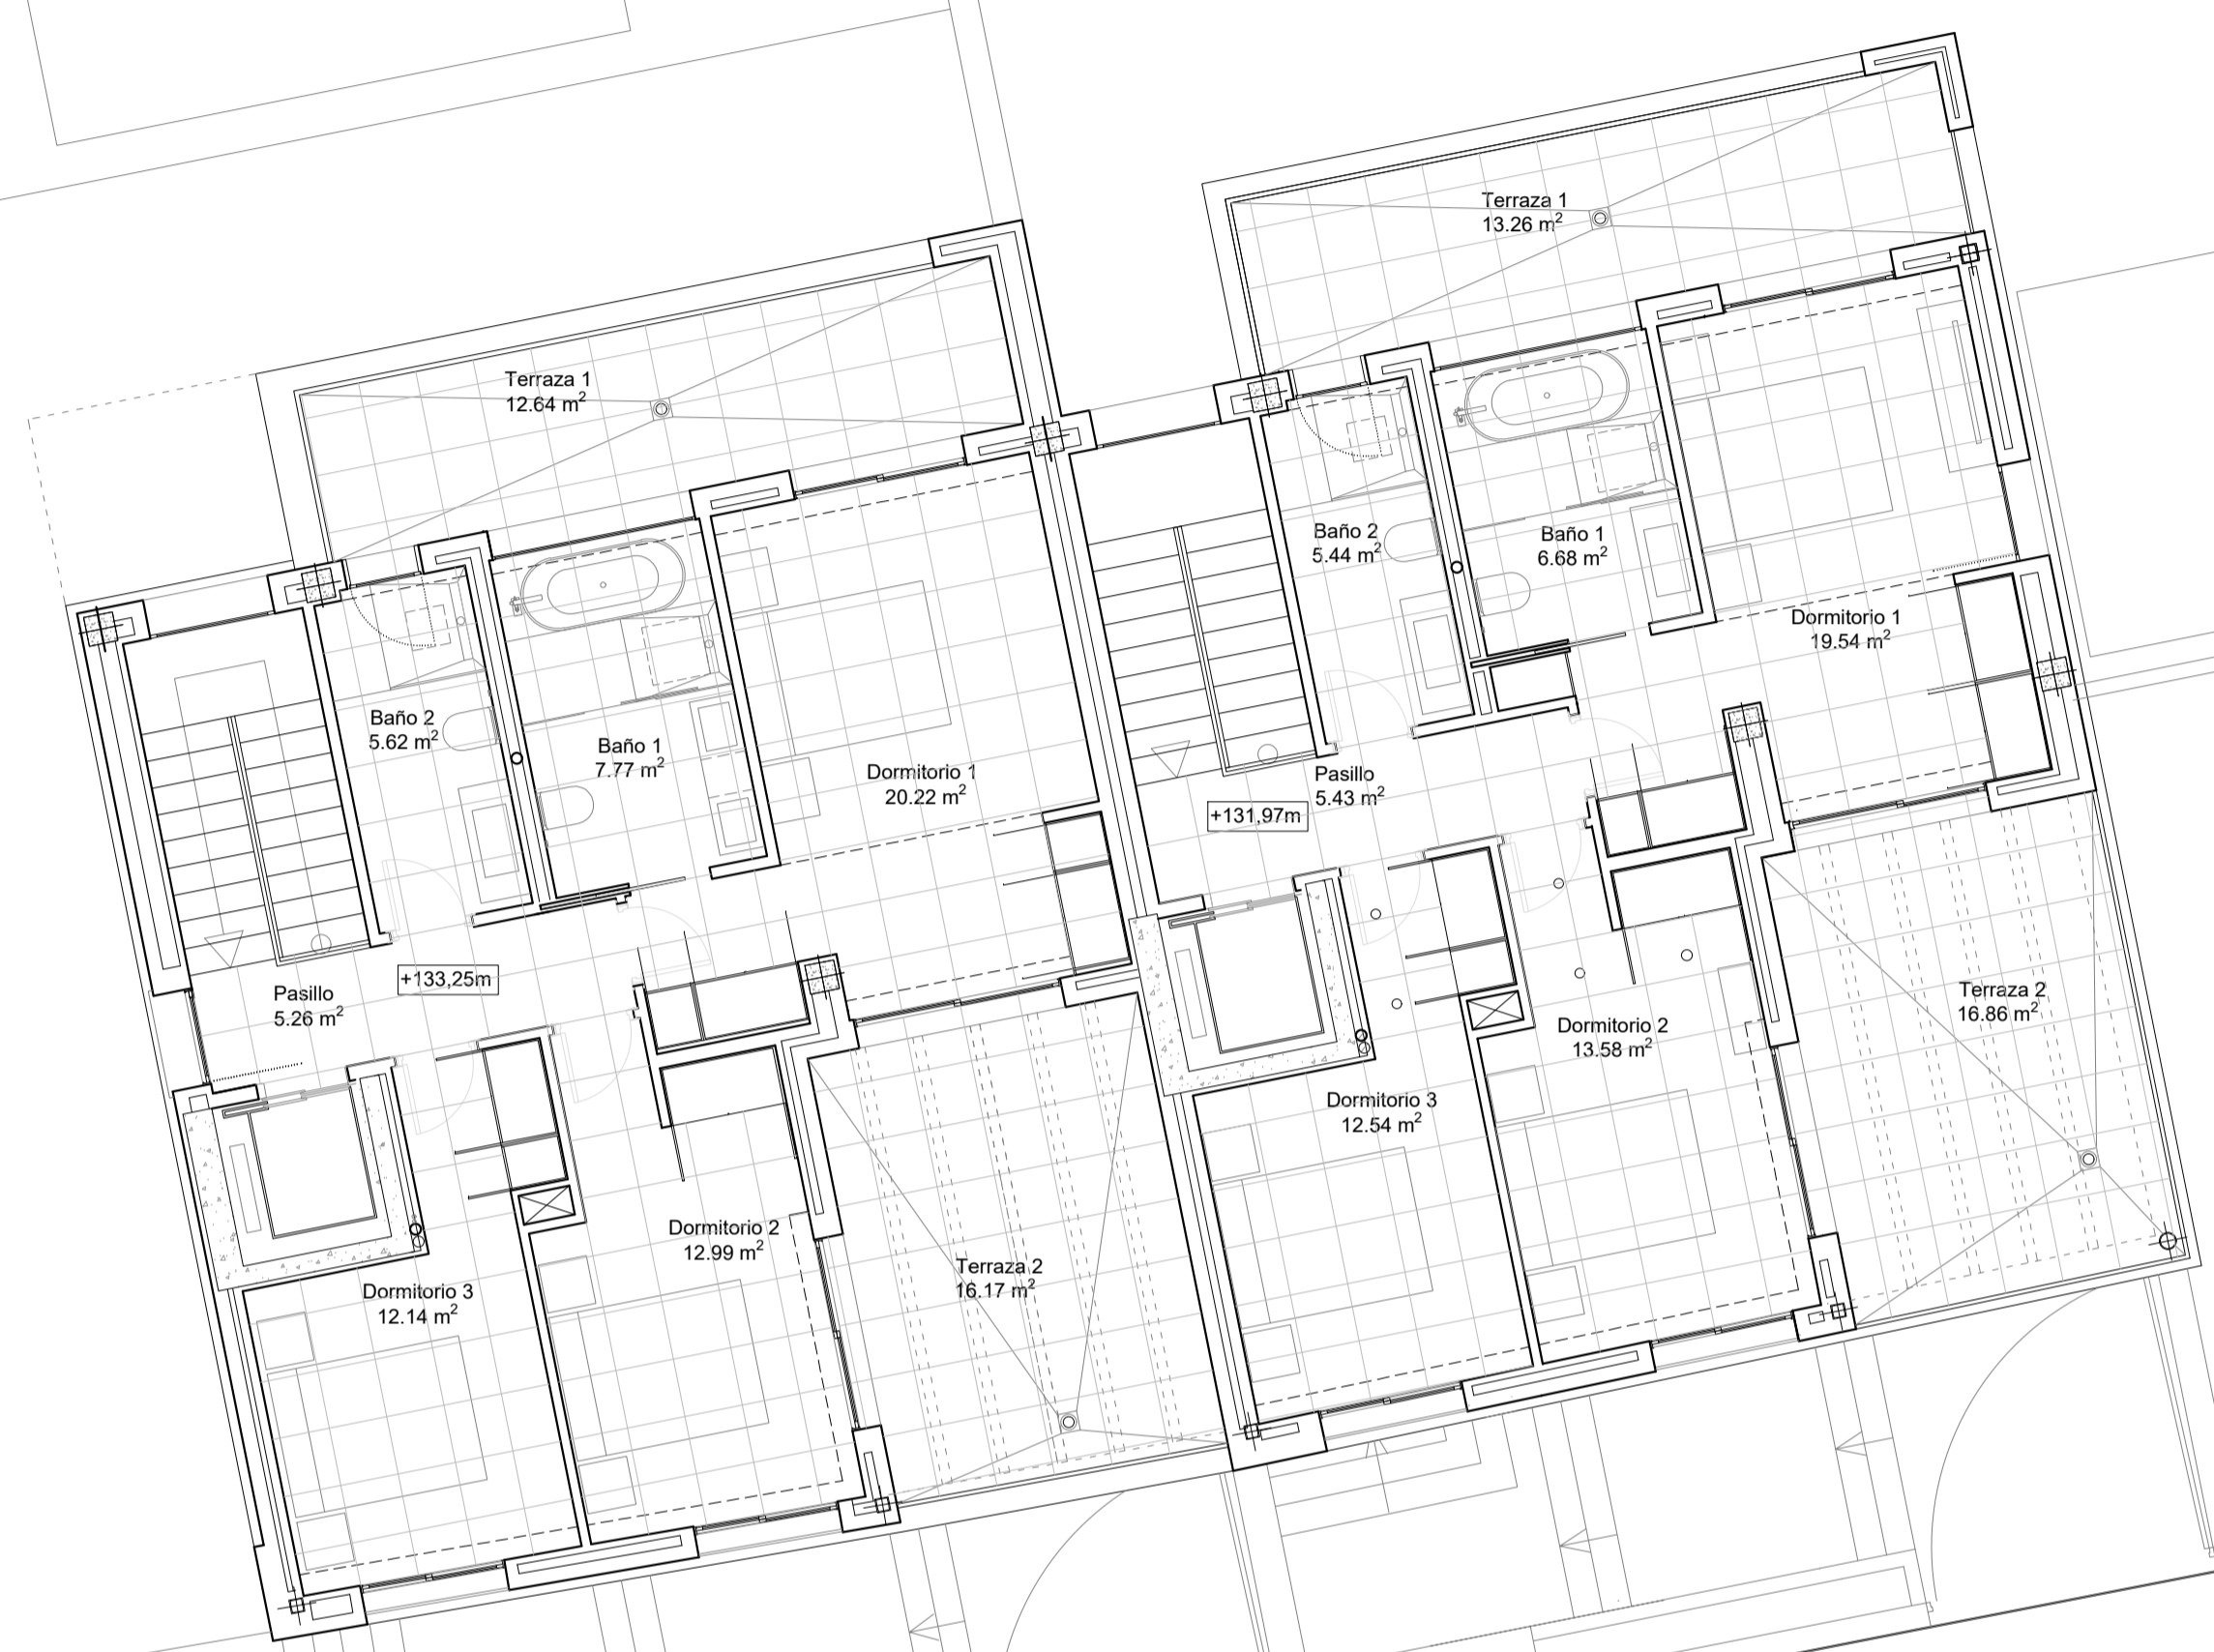 Terraza 1
13.26 m²
Terraza 1
12.64 m²
Baño 2
5.44 m²
Baño 1
6.68 m²
Dormitorio 1
19.54 m²
Baño 2
5.62 m²
Baño 1
7.77 m²
Dormitorio 1
20.22 m²
Pasillo
5.43 m²
+131,97m
+133,25m
Pasillo
5.26 m²
Terraza 2
16.86 m²
Dormitorio 2
13.58 m²
Dormitorio 3
12.54 m²
Dormitorio 2
12.99 m²
Terraza 2
16.17 m²
Dormitorio 3
12.14 m²